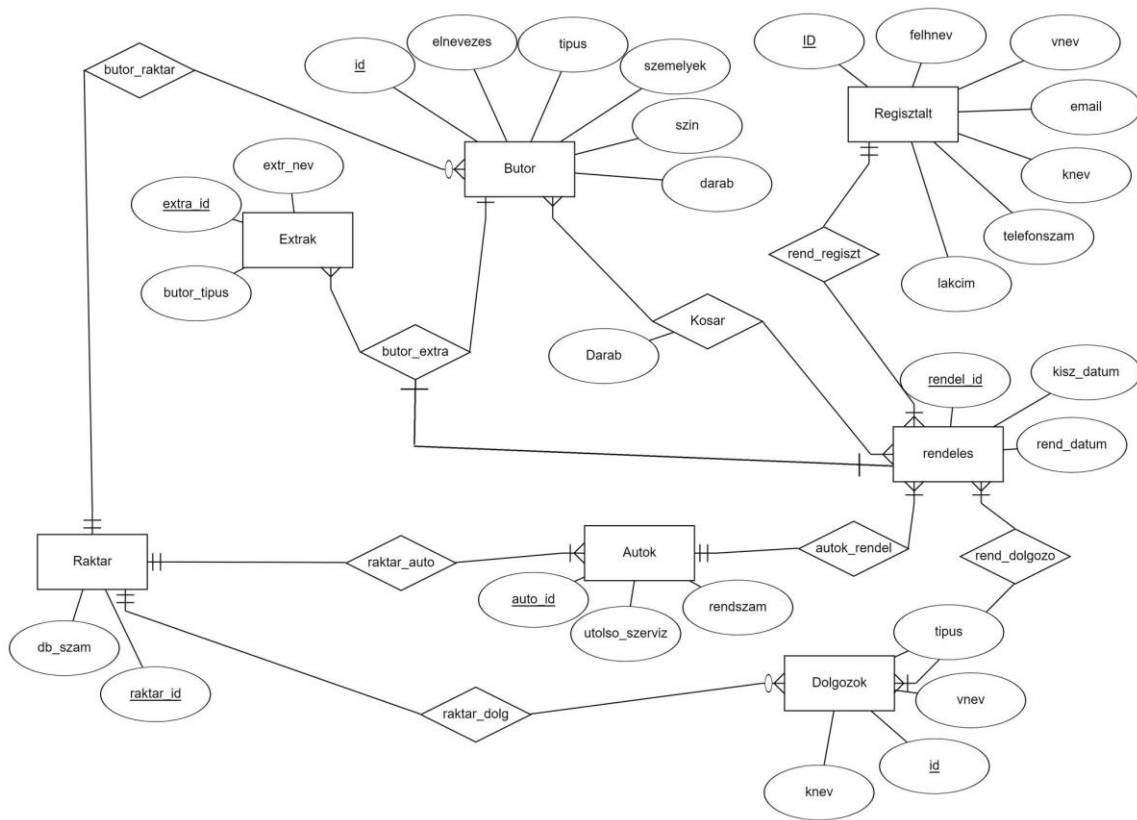 elnevezes
tipus
ID
felhnev
vnev
butor_raktar
id
szemelyek
Regisztalt
email
szin
Butor
extr_nev
knev
darab
extra_id
Extrak
telefonszam
rend_regiszt
butor_tipus
lakcim
Kosar
butor_extra
Darab
rendel_id
kisz_datum
rendeles
rend_datum
Raktar
raktar_auto
Autok
autok_rendel
rend_dolgozo
auto_id
rendszam
utolso_szerviz
tipus
db_szam
raktar_id
Dolgozok
vnev
raktar_dolg
id
knev